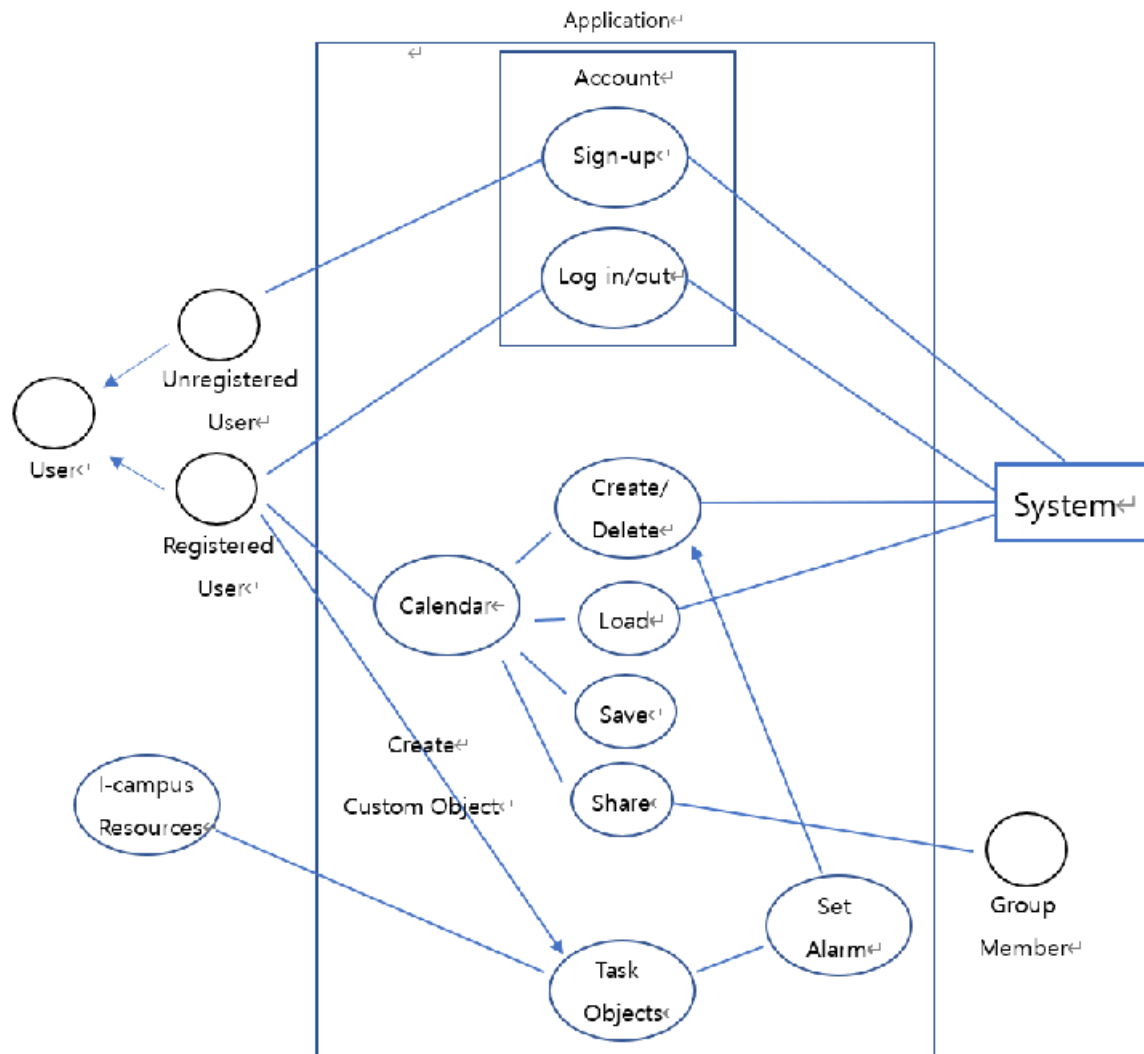 Application
Account
Sign-up
Log in/out
Unregistered
User
User
Registered
User
Create/
Delete
System
Calendar
Load
Save
Create
Custom Object
Share
I-campus
Resources
Set
Alarm
Group
Member
Task
Objects